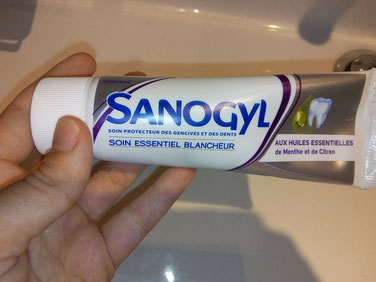 SANOGYL
SOIN PROTECTEUR DES GENCIVES ET DES DENTS
SOIN ESSENTIEL BLANCHEUR
AUX HUILES ESSENTIELLES
de Menthe et de Citron